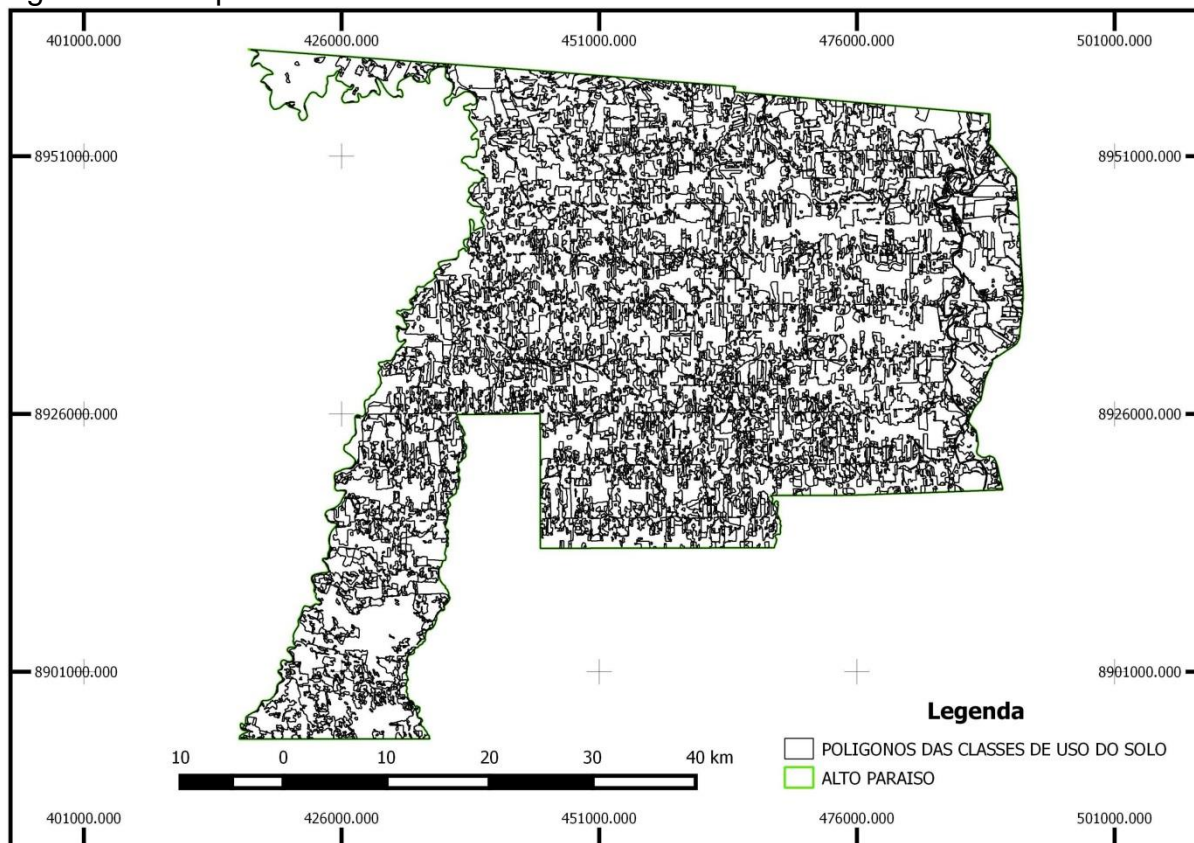 401000.000 426000.000 451000.000 476000.000 501000.000
8951000.000 8951000.000
8926000.000 8926000.000
8901000.000 8901000.000
Legenda
POLIGONOS DAS CLASSES DE USO DO SOLO
ALTO PARAISO
10 0 10 20 30 40 km
401000.000 426000.000 451000.000 476000.000 501000.000